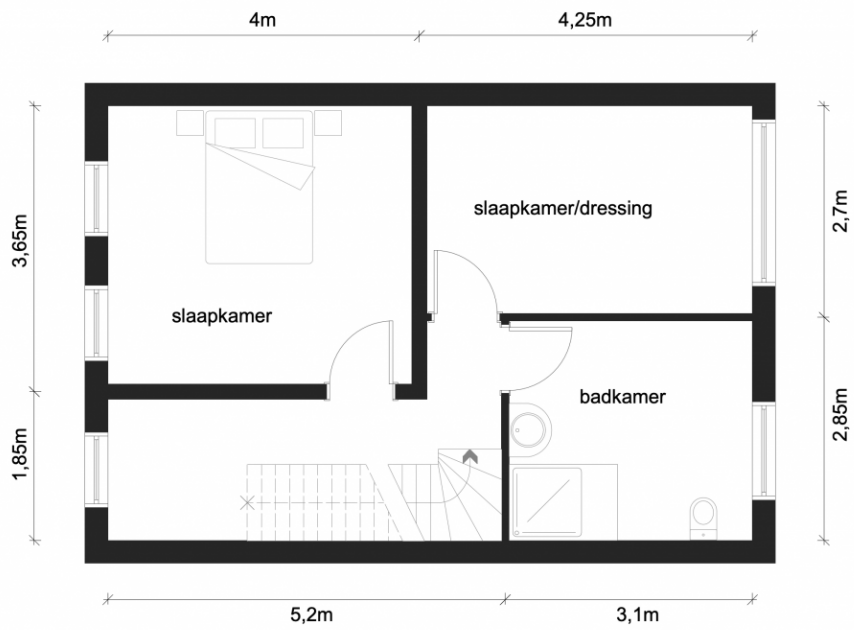 4m
4,25m
3,65m
slaapkamer/dressing
2,7m
slaapkamer
badkamer
1,85m
2,85m
5,2m
3,1m